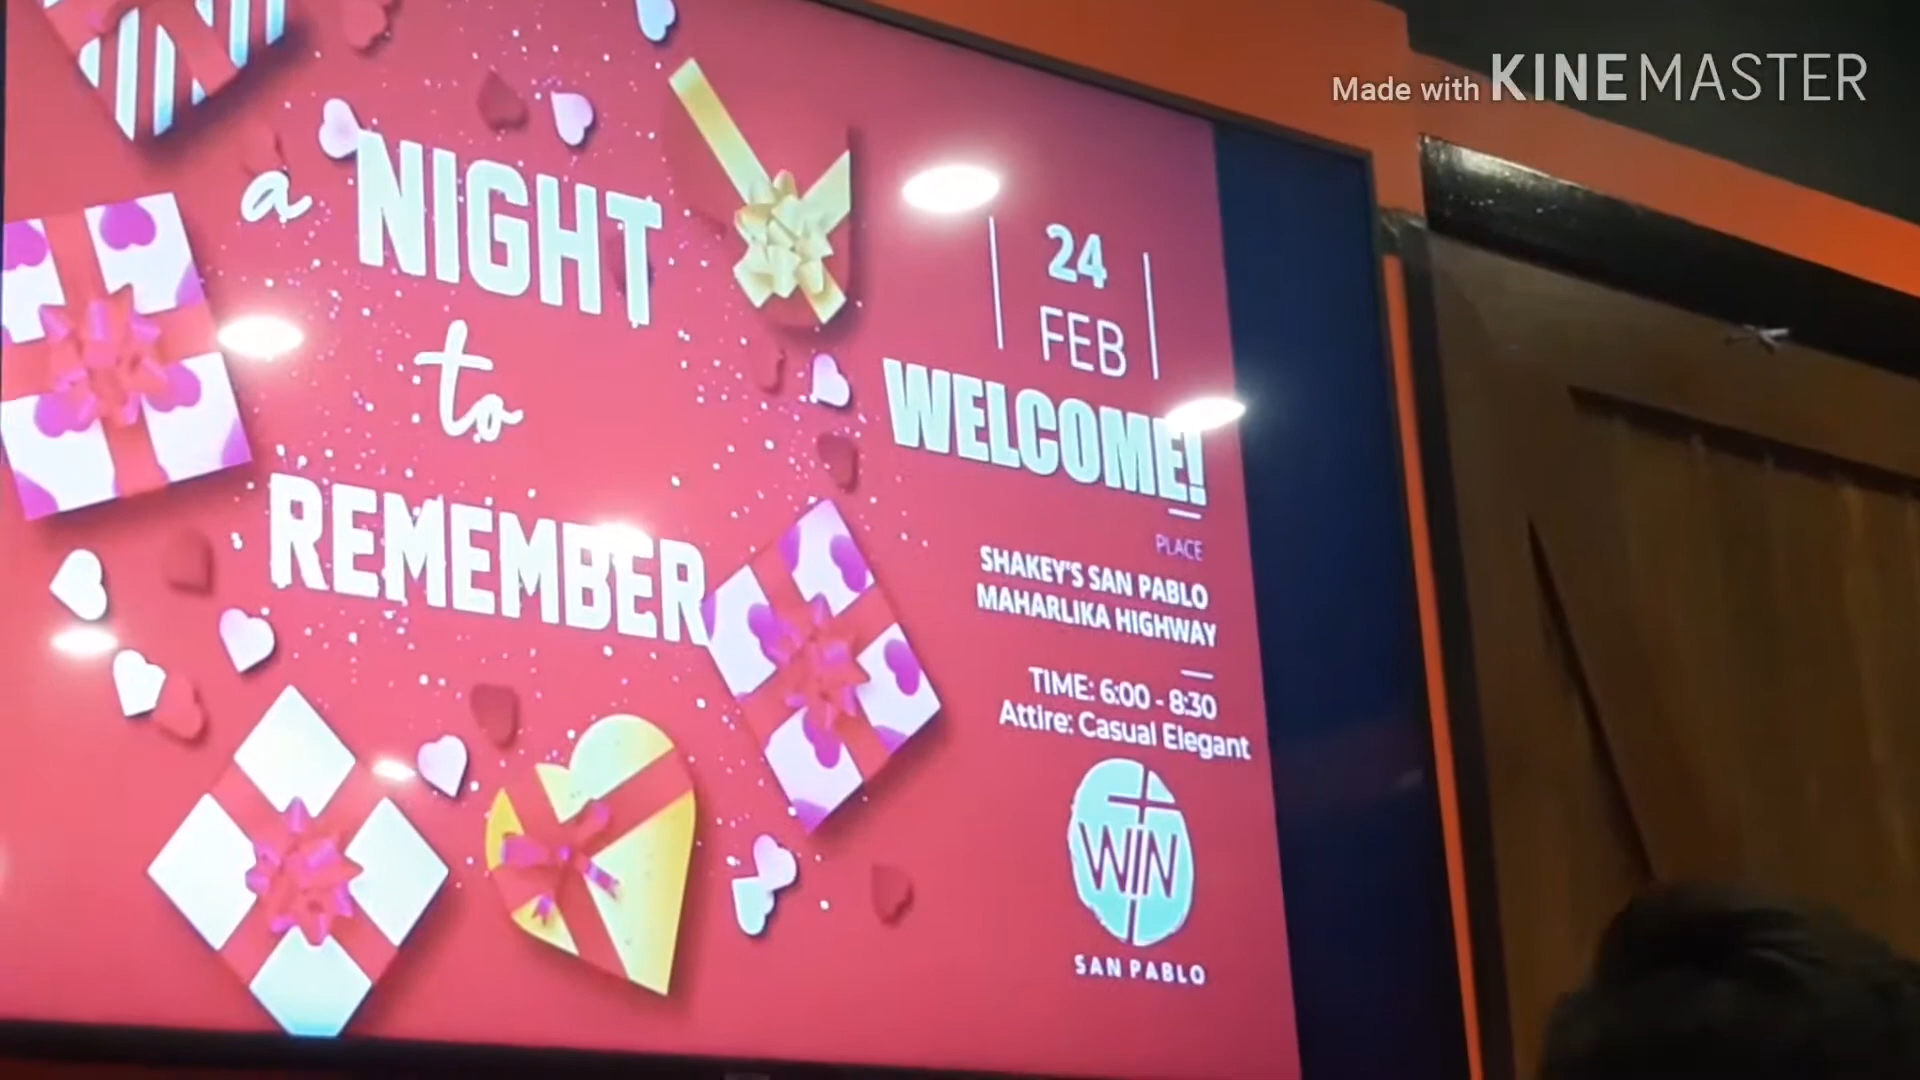 Made with KINEMASTER
a NIGHT
to
REMEMBER
24
FEB
WELCOME!
PLACE
SHAKEY'S SAN PABLO
MAHARLIKA HIGHWAY
TIME: 6:00 - 8:30
Attire: Casual Elegant
WIN
SAN PABLO